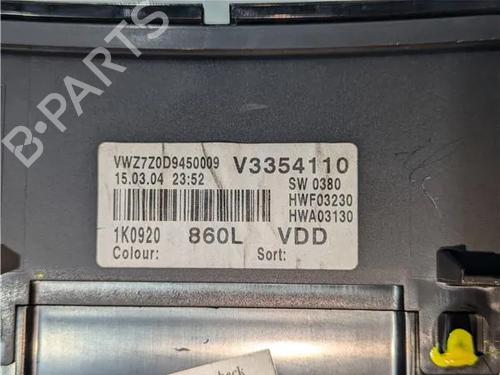 B-PARTS
VWZ7Z0D9450009 V3354110
15.03.04 23:52 SW 0380
HWF03230
HWA03130
1K0920 860L VDD
Colour: Sort: